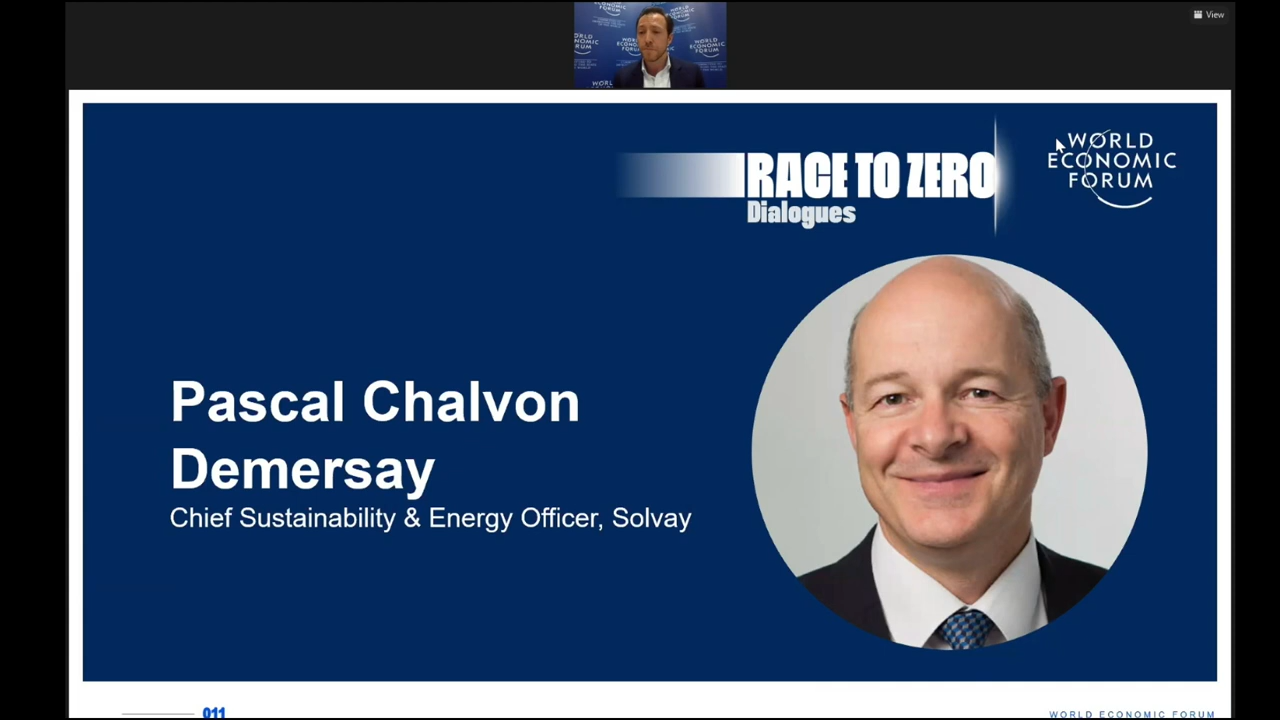 View
RACE TO ZERO
Dialogues
WORLD
ECONOMIC
FORUM
Pascal Chalvon
Demersay
Chief Sustainability & Energy Officer, Solvay
011
WORLD ECONOMIC FORUM